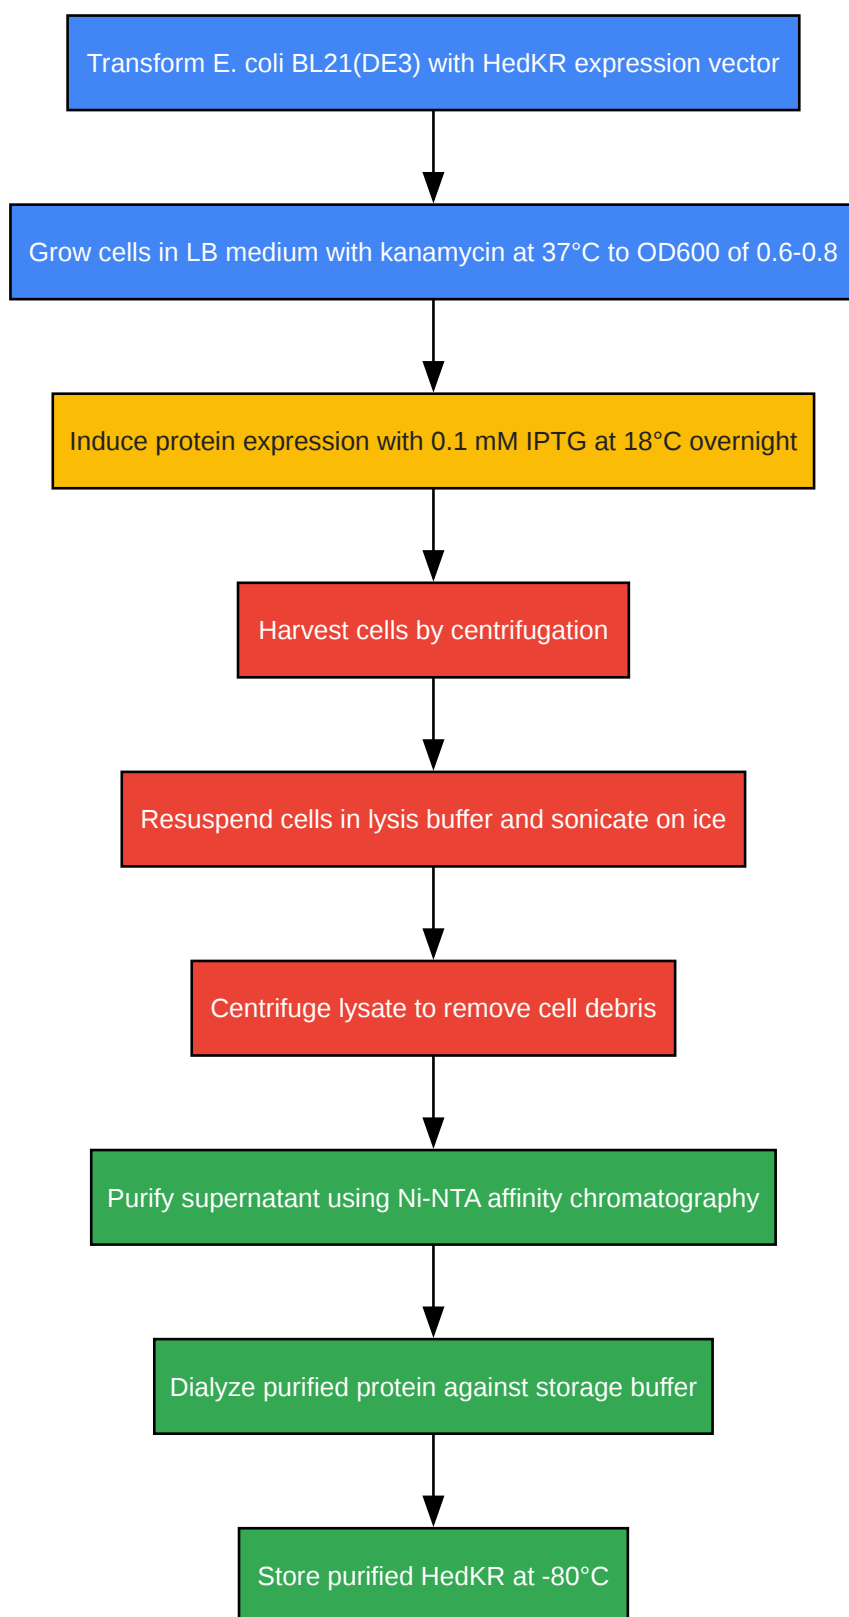 Transform E. coli BL21(DE3) with HedKR expression vector
Grow cells in LB medium with kanamycin at 37°C to OD600 of 0.6-0.8
Induce protein expression with 0.1 mM IPTG at 18°C overnight
Harvest cells by centrifugation
Resuspend cells in lysis buffer and sonicate on ice
Centrifuge lysate to remove cell debris
Purify supernatant using Ni-NTA affinity chromatography
Dialyze purified protein against storage buffer
Store purified HedKR at -80°C